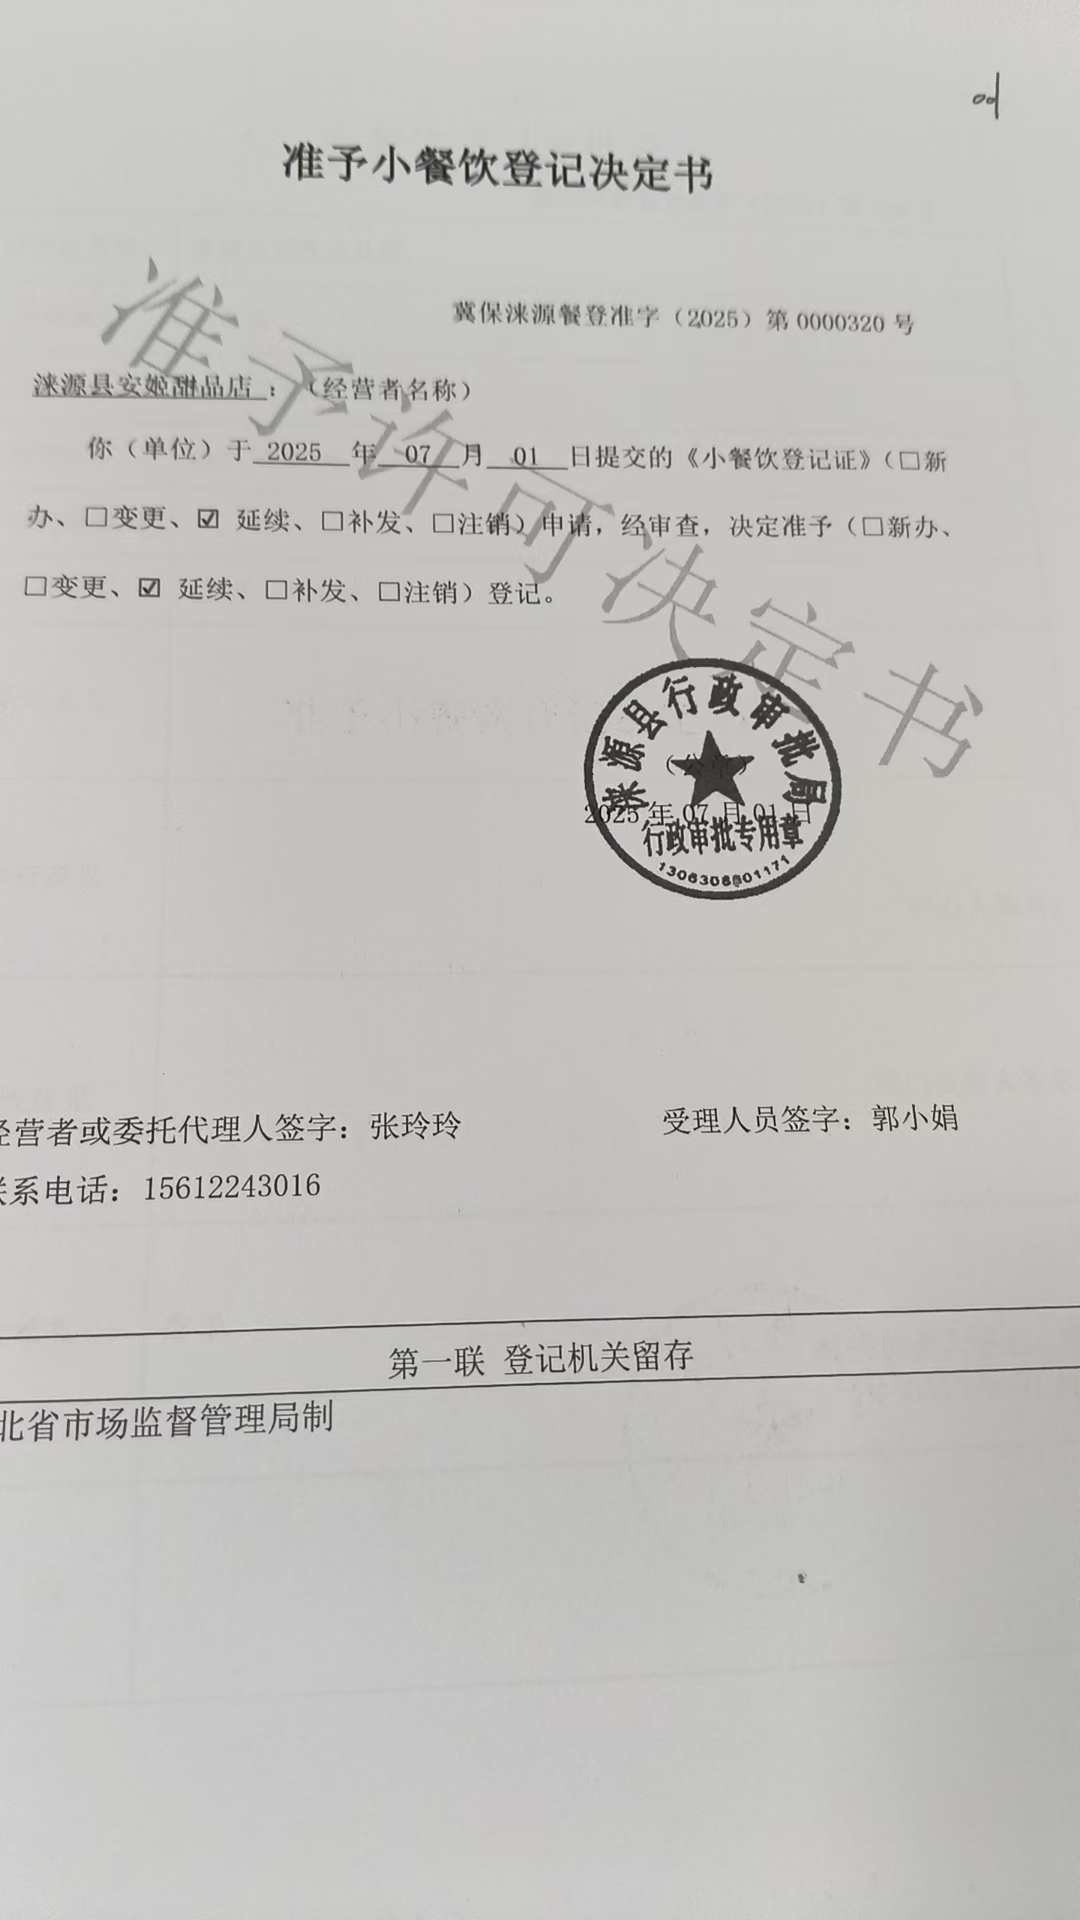 od
准予小餐饮登记决定书
冀保涞源餐登准字（2025）第 0000320 号
涞源县安姬甜品店：（经营者名称）
你（单位）于 2025 年 07 月 01 日提交的《小餐饮登记证》（☐新
办、☐变更、☑ 延续、☐补发、☐注销）申请，经审查，决定准予（☐新办、
☐变更、☑ 延续、☐补发、☐注销）登记。
准予许可决定书
涞源县行政审批局
（公章）
2025 年 07 月 01 日
行政审批专用章
经营者或委托代理人签字：张玲玲
受理人员签字：郭小娟
联系电话：15612243016
第一联 登记机关留存
北省市场监督管理局制